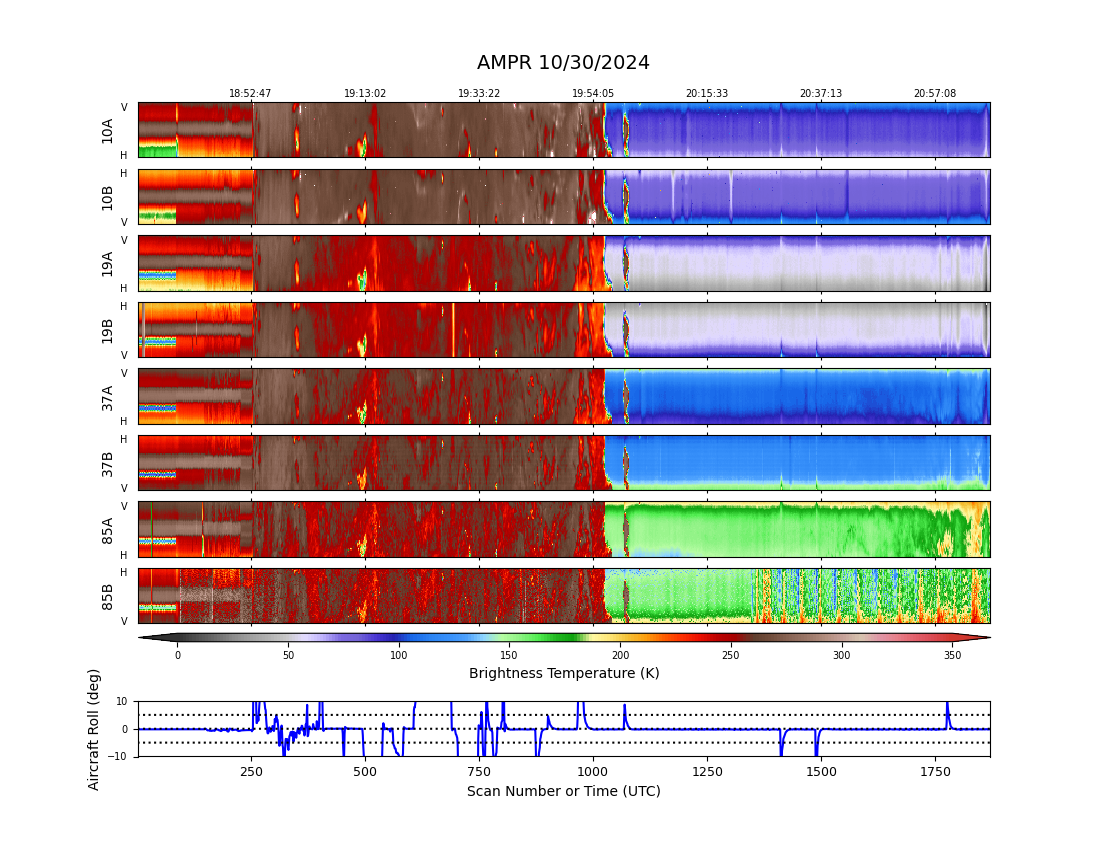 AMPR 10/30/2024
18:52:47 19:13:02 19:33:22 19:54:05 20:15:33 20:37:13 20:57:08
V
10A
H
H
10B
V
V
19A
H
H
19B
V
V
37A
H
H
37B
V
V
85A
H
H
85B
V
0 50 100 150 200 250 300 350
Brightness Temperature (K)
Aircraft Roll (deg)
10
0
−10
250 500 750 1000 1250 1500 1750
Scan Number or Time (UTC)